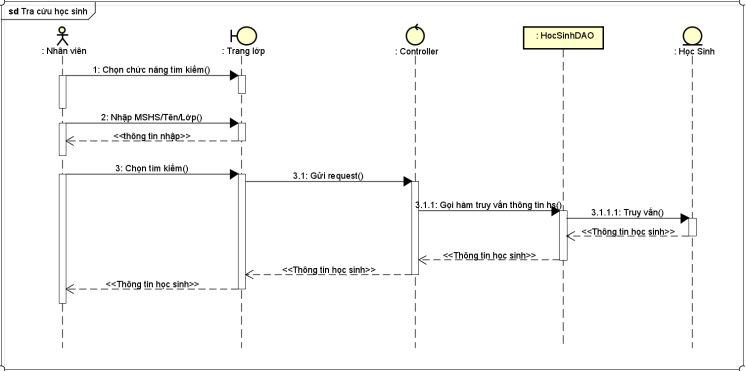 sd Tra cứu học sinh
: Nhân viên
: Trang lớp
: Controller
: HocSinhDAO
: Học Sinh
1: Chọn chức năng tìm kiếm()
2: Nhập MSHS/Tên/Lớp()
<<thông tin nhập>>
3: Chọn tìm kiếm()
3.1: Gửi request()
3.1.1: Gọi hàm truy vấn thông tin hs()
3.1.1.1: Truy vấn()
<<Thông tin học sinh>>
<<Thông tin học sinh>>
<<Thông tin học sinh>>
<<Thông tin học sinh>>